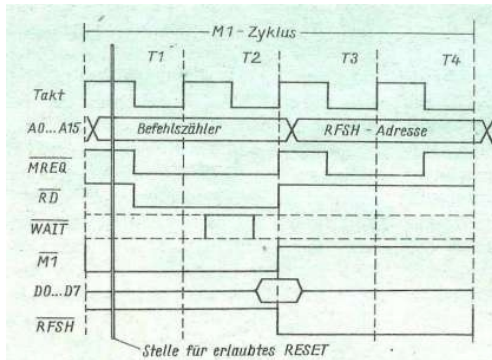 M1-Zyklus
T1 T2 T3 T4
Takt
A0...A15 Befehlszähler RFSH-Adresse
MREQ
RD
WAIT
M1
D0...D7
RFSH
Stelle für erlaubtes RESET